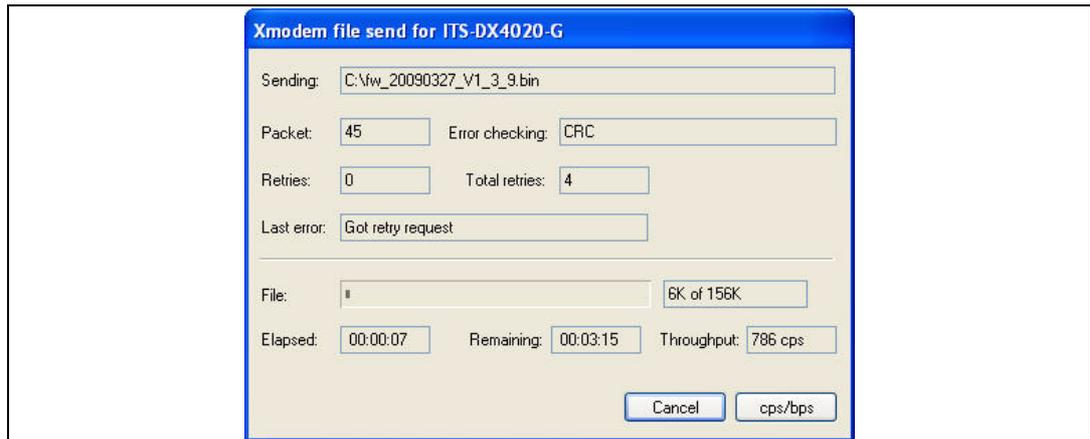 Xmodem file send for ITS-DX4020-G
Sending: C:\fw_20090327_V1_3_9.bin
Packet: 45 Error checking: CRC
Retries: 0 Total retries: 4
Last error: Got retry request
File: 6K of 156K
Elapsed: 00:00:07 Remaining: 00:03:15 Throughput: 786 cps
Cancel cps/bps